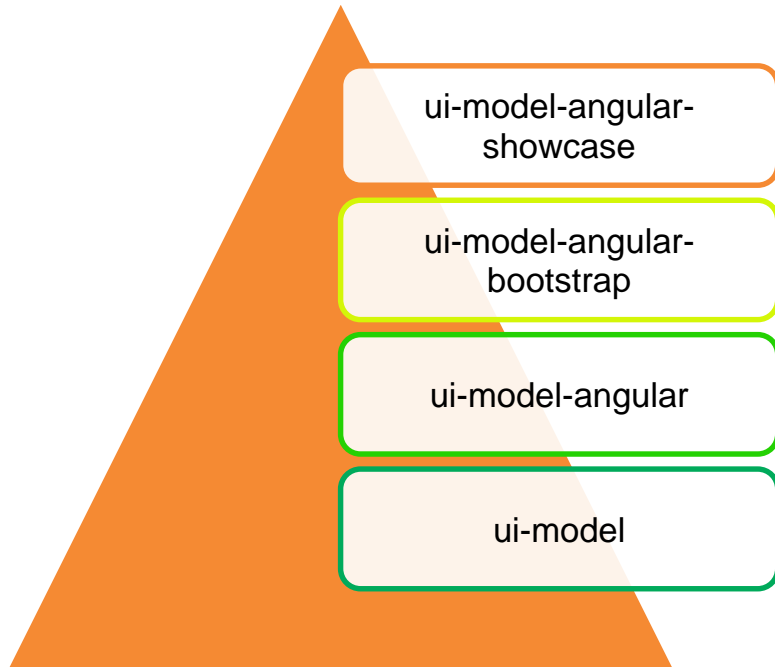 ui-model-angular-
showcase
ui-model-angular-
bootstrap
ui-model-angular
ui-model